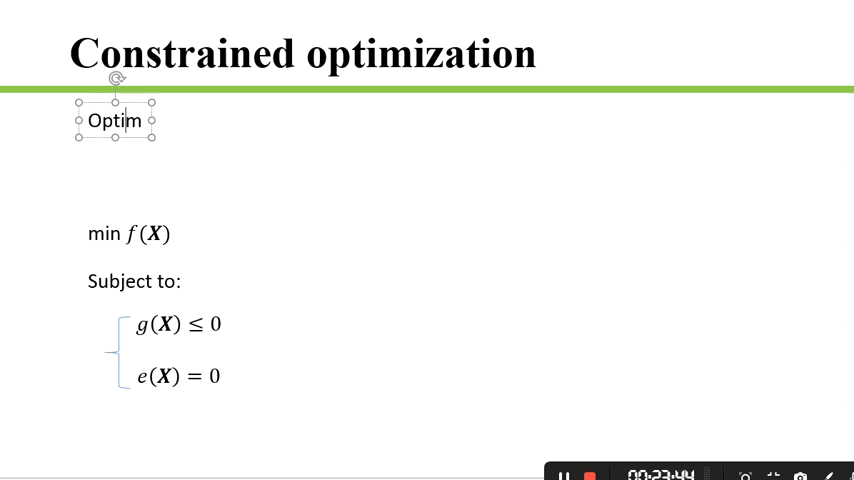 Constrained optimization
Optim
min f(X)
Subject to:
g(X) ≤ 0
e(X) = 0
00:23:44